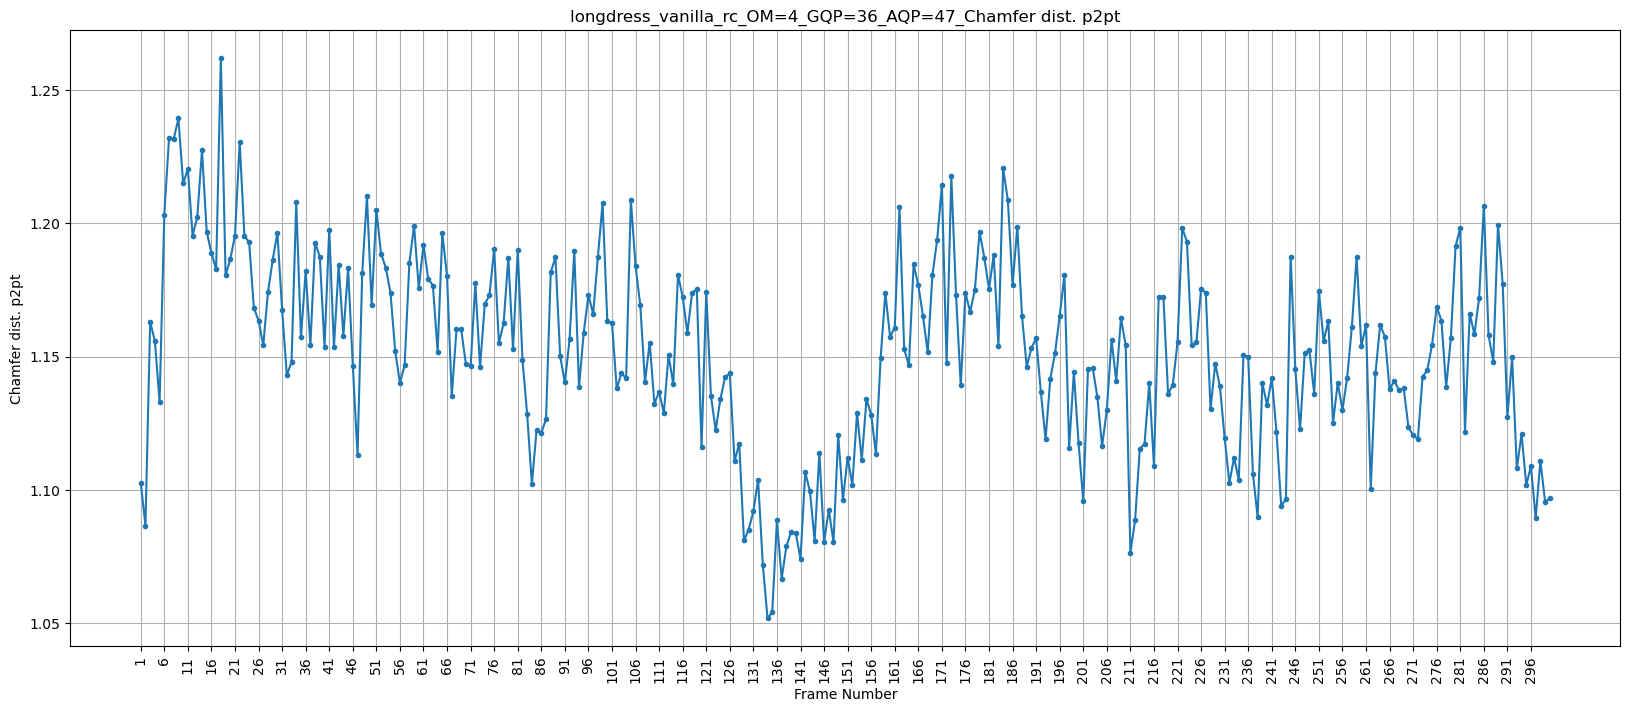 longdress_vanilla_rc_OM=4_GQP=36_AQP=47_Chamfer dist. p2pt
Chamfer dist. p2pt
1.25
1.20
1.15
1.10
1.05
1 6 11 16 21 26 31 36 41 46 51 56 61 66 71 76 81 86 91 96 101 106 111 116 121 126 131 136 141 146 151 156 161 166 171 176 181 186 191 196 201 206 211 216 221 226 231 236 241 246 251 256 261 266 271 276 281 286 291 296
Frame Number